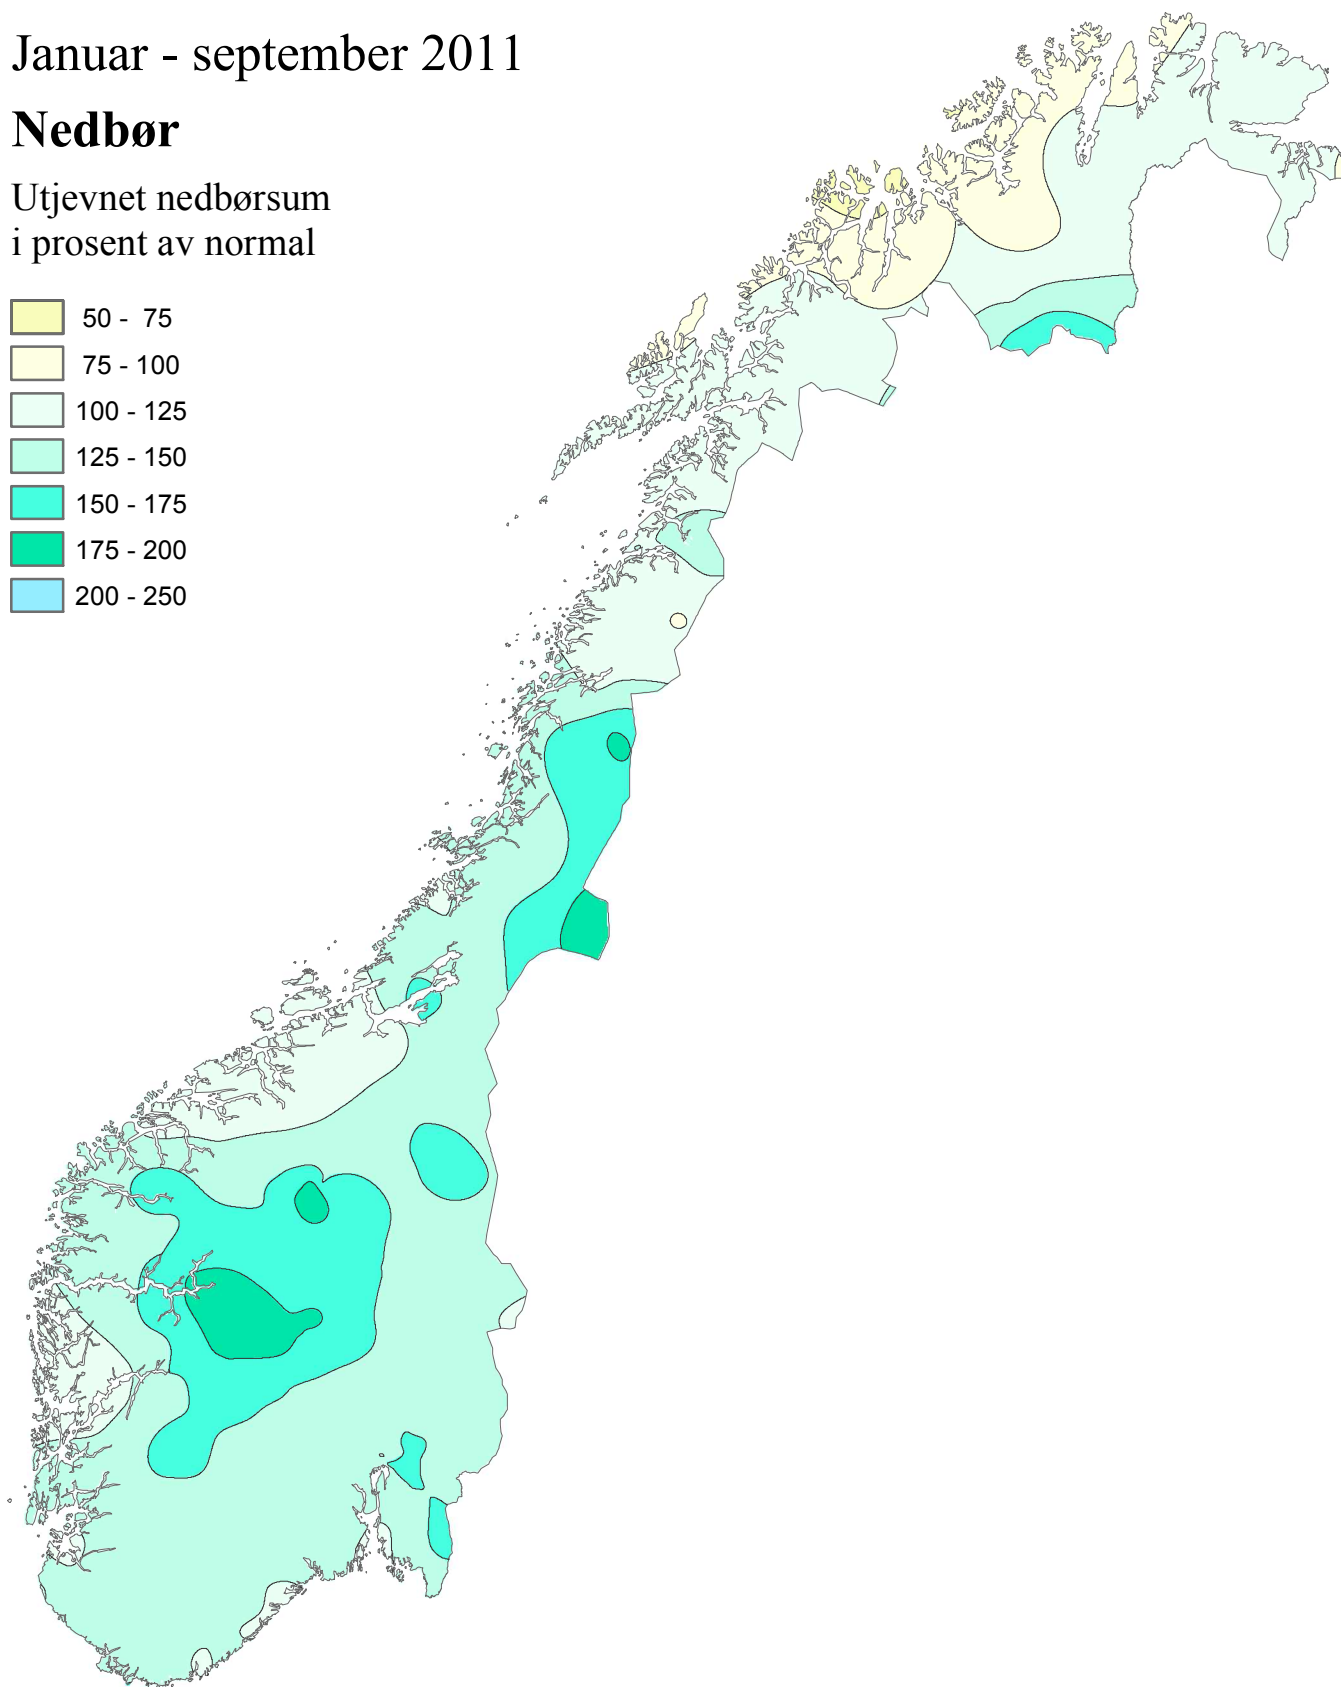 Januar - september 2011
Nedbør
Utjevnet nedbørsum
i prosent av normal
50 - 75
75 - 100
100 - 125
125 - 150
150 - 175
175 - 200
200 - 250